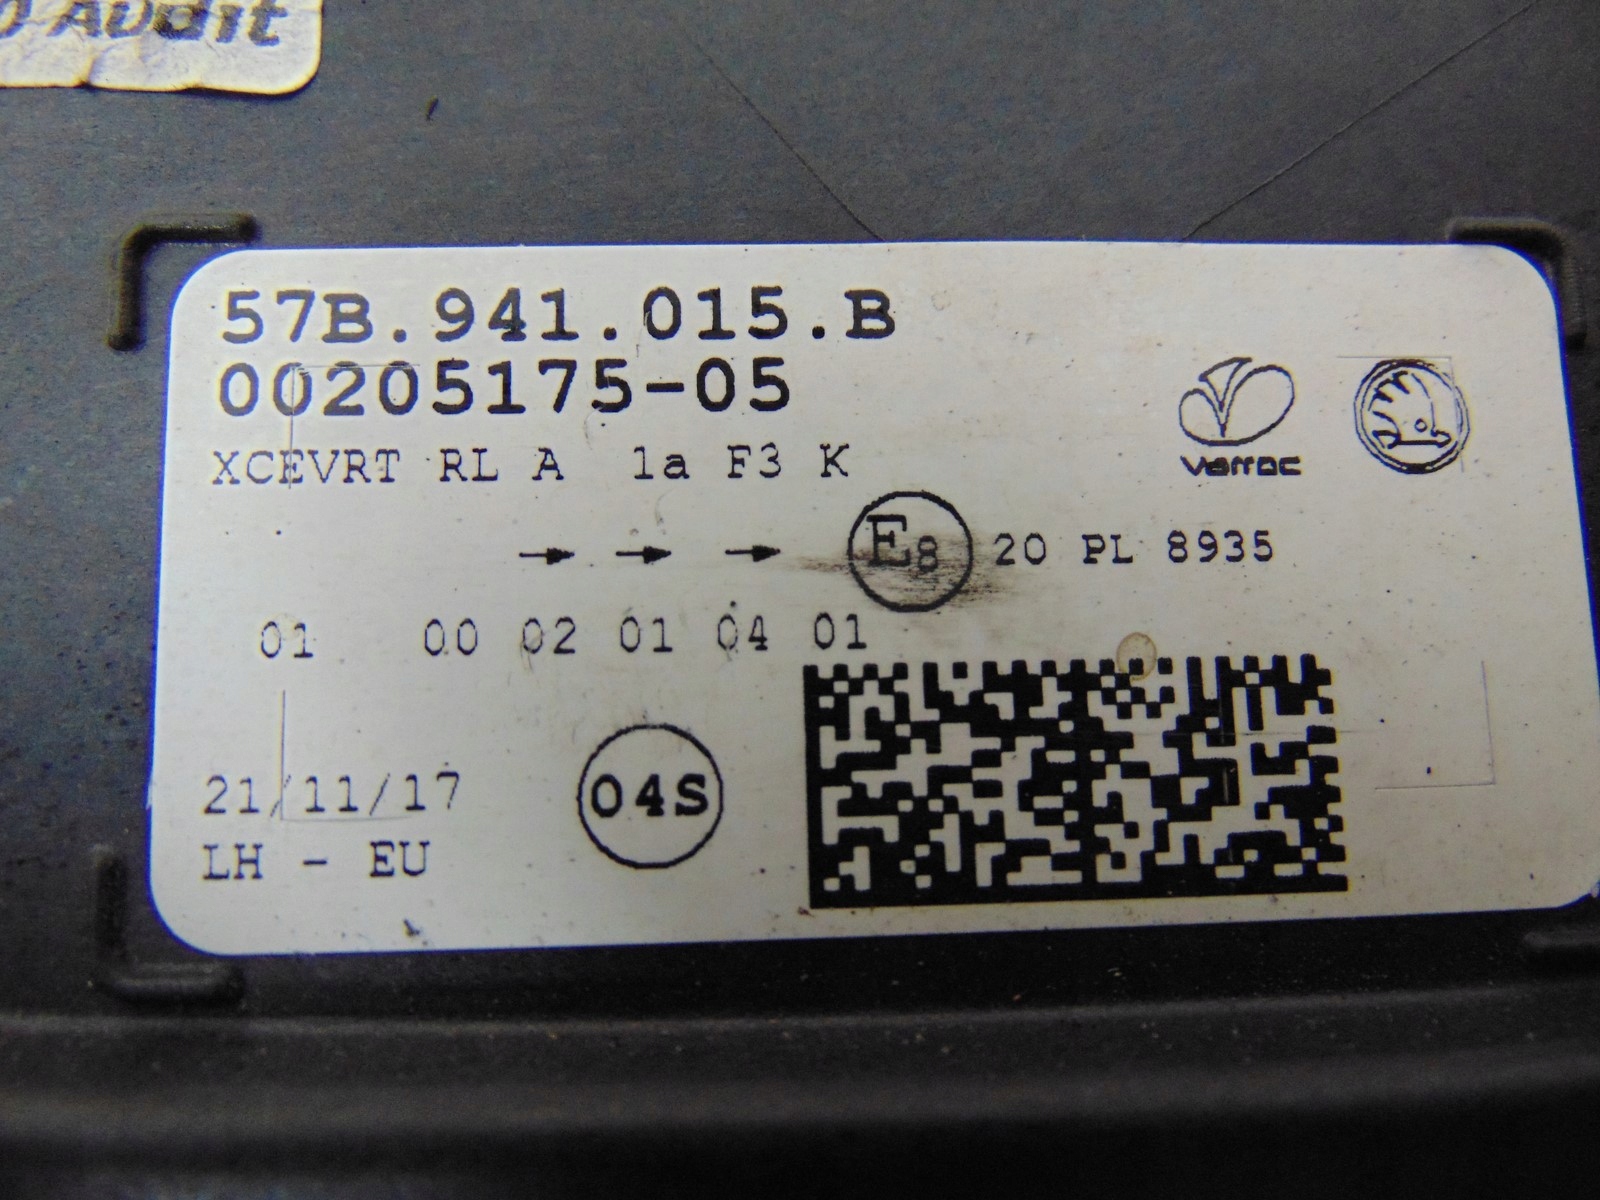 Audit
57B.941.015.B
00205175-05
XCEVRT RL A 1a F3 K
varroc
→ → → E8 20 PL 8935
01 00 02 01 04 01
21/11/17
04S
LH - EU